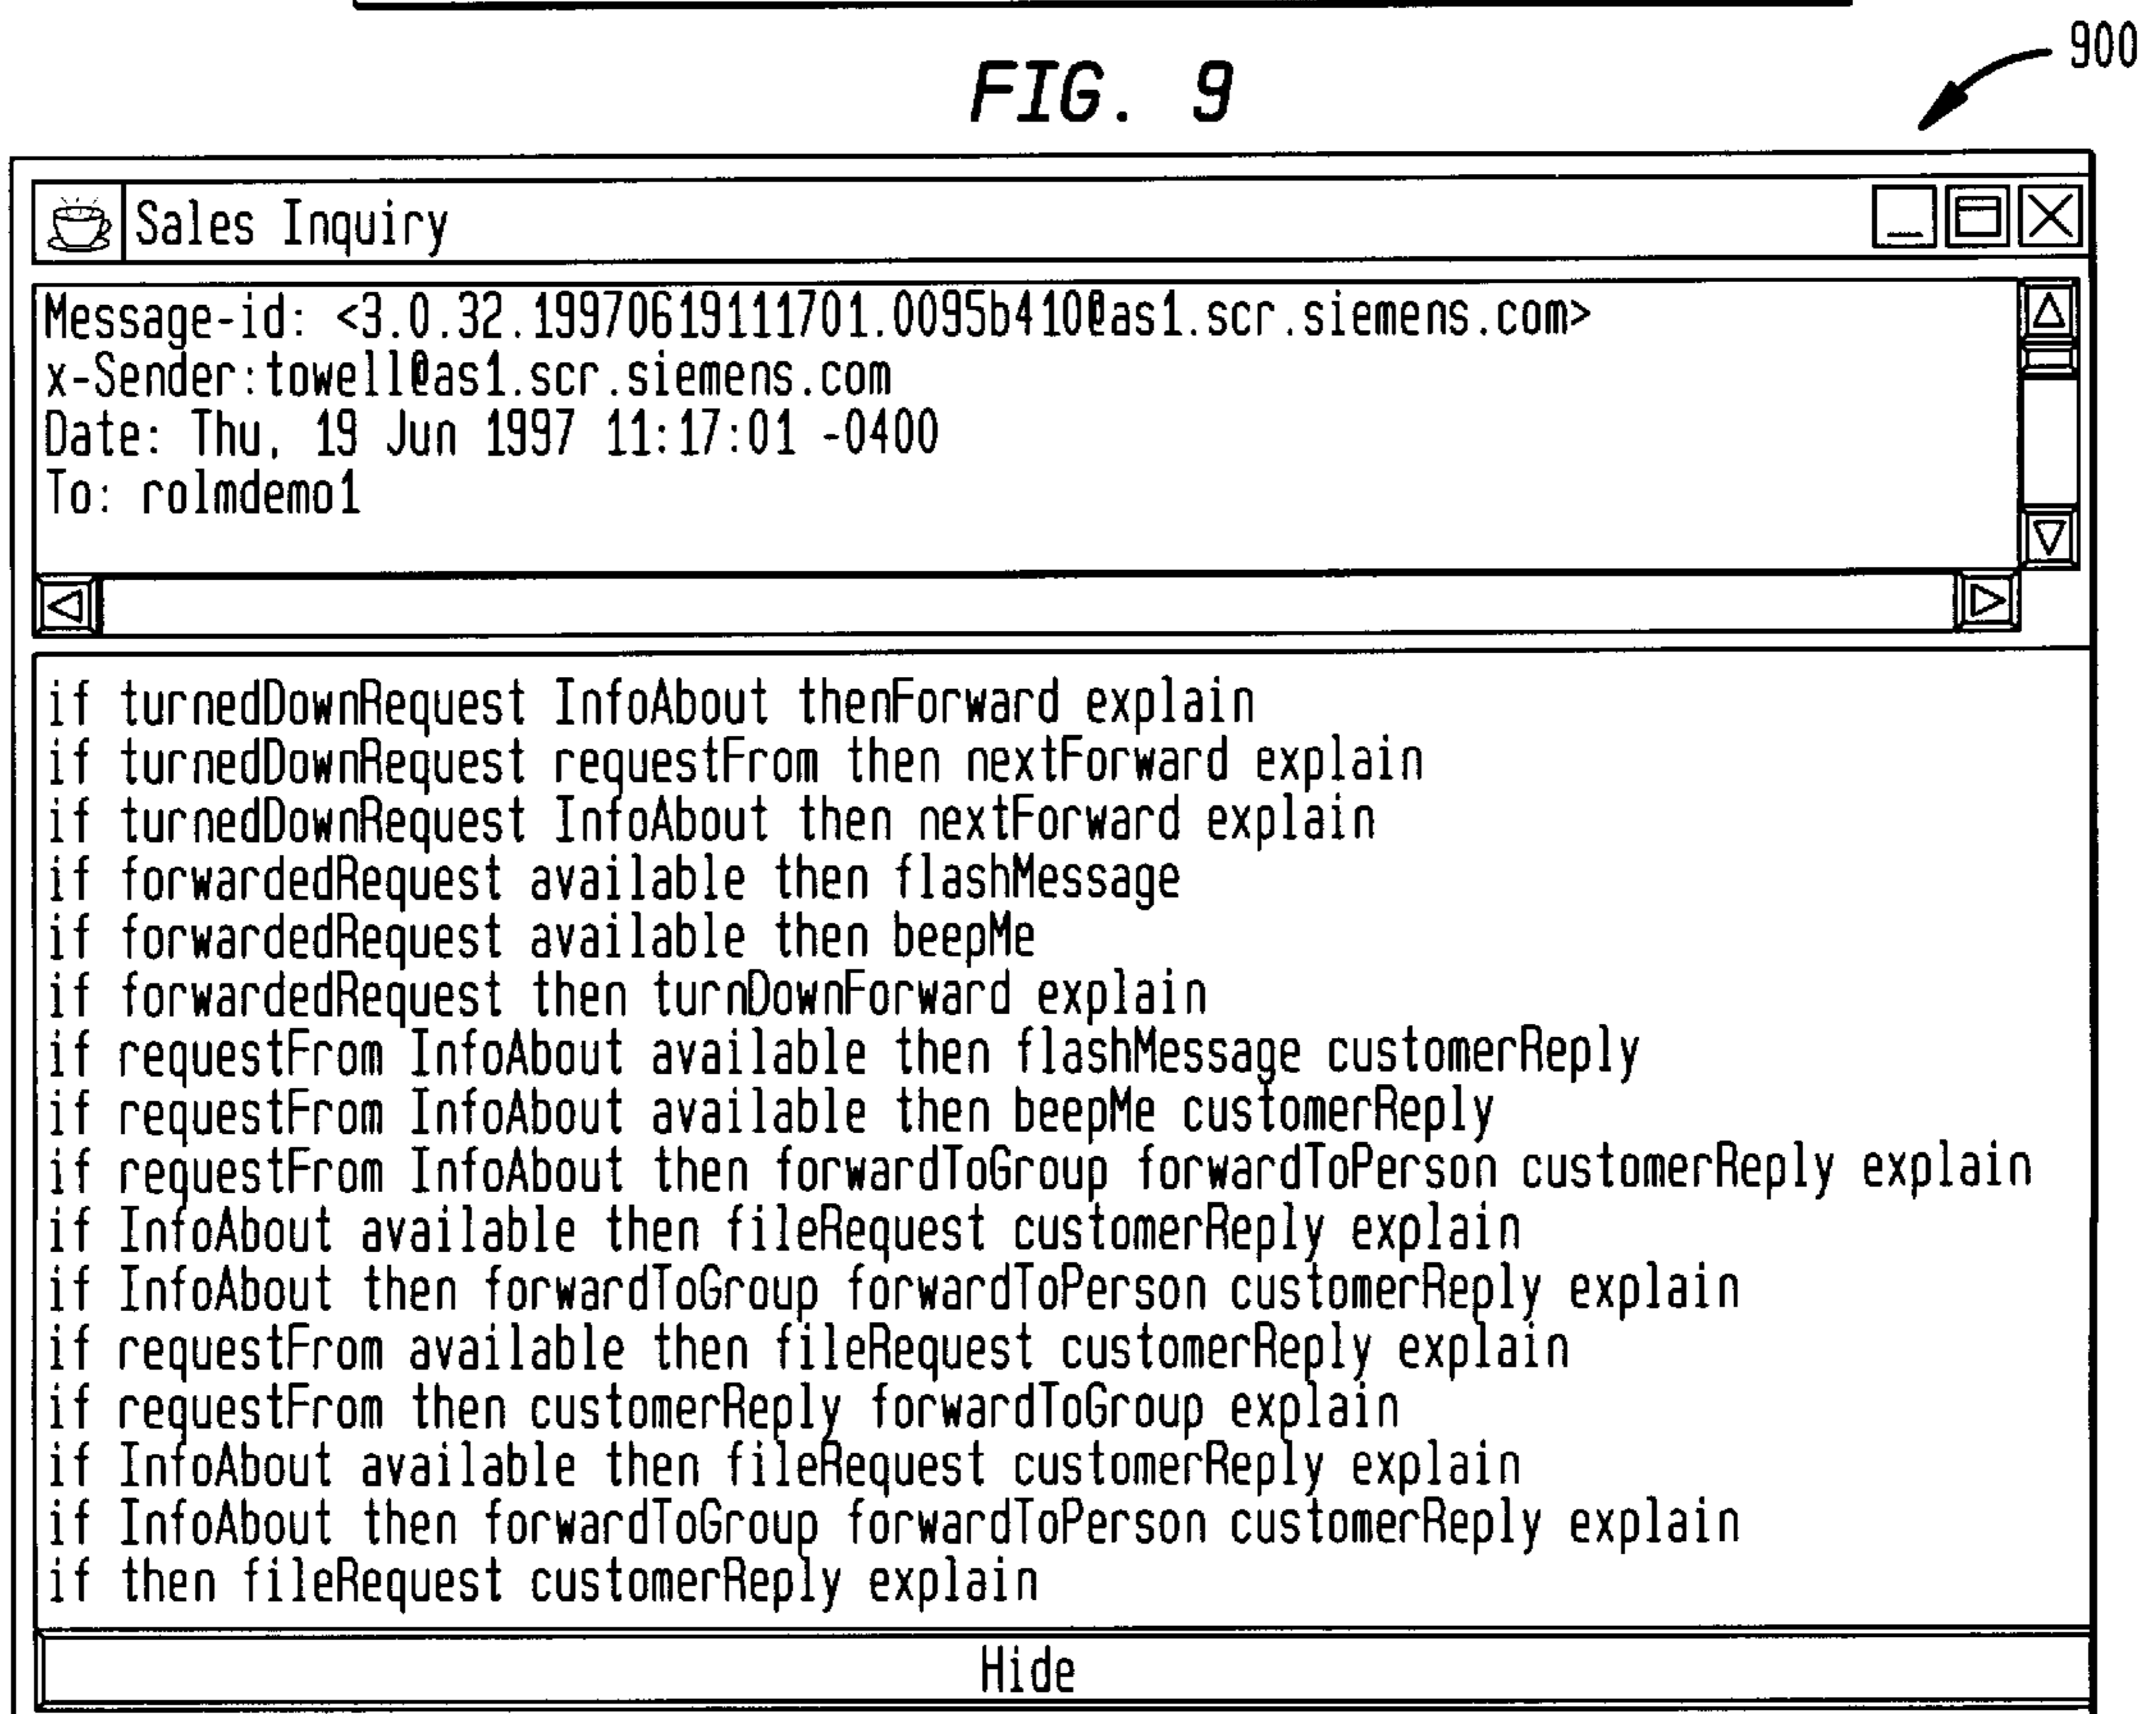 FIG. 9
900
Sales Inquiry
Message-id: <3.0.32.19970619111701.0095b410@as1.scr.siemens.com>
x-Sender:towell@as1.scr.siemens.com
Date: Thu, 19 Jun 1997 11:17:01 -0400
To: rolmdemo1
if turnedDownRequest InfoAbout thenForward explain
if turnedDownRequest requestFrom then nextForward explain
if turnedDownRequest InfoAbout then nextForward explain
if forwardedRequest available then flashMessage
if forwardedRequest available then beepMe
if forwardedRequest then turnDownForward explain
if requestFrom InfoAbout available then flashMessage customerReply
if requestFrom InfoAbout available then beepMe customerReply
if requestFrom InfoAbout then forwardToGroup forwardToPerson customerReply explain
if InfoAbout available then fileRequest customerReply explain
if InfoAbout then forwardToGroup forwardToPerson customerReply explain
if requestFrom available then fileRequest customerReply explain
if requestFrom then customerReply forwardToGroup explain
if InfoAbout available then fileRequest customerReply explain
if InfoAbout then forwardToGroup forwardToPerson customerReply explain
if then fileRequest customerReply explain
Hide